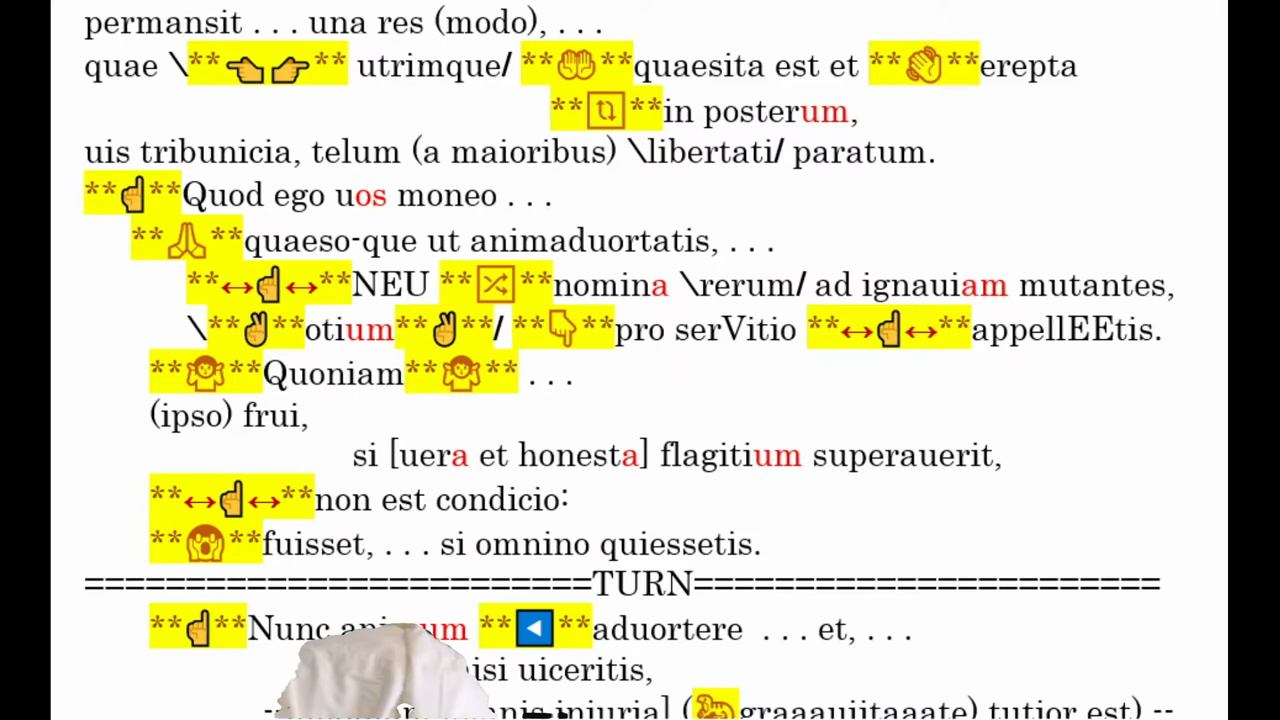 permansit . . . una res (modo), . . .
quae \**👈👉** utrimque/ **🤲**quaesita est et **👏**erepta
**🔃**in posterum,
uis tribunicia, telum (a maioribus) \libertati/ paratum.
**☝**Quod ego uos moneo . . .
**🙏**quaeso-que ut animaduortatis, . . .
**↔☝↔**NEU **🔀**nomina \rerum/ ad ignauiam mutantes,
\**✌**otium**✌**/ **👇**pro serVitio **↔☝↔**appellEEtis.
**🙉**Quoniam**🙉** . . .
(ipso) frui,
si [uera et honesta] flagitium superauerit,
**↔☝↔**non est condicio:
**😱**fuisset, . . . si omnino quiessetis.
=========================TURN=======================
**☝**Nunc **◀**aduortere . . . et, . . .
uiceritis,
iniuria] (💪graaauiitaaate) tutior est) --